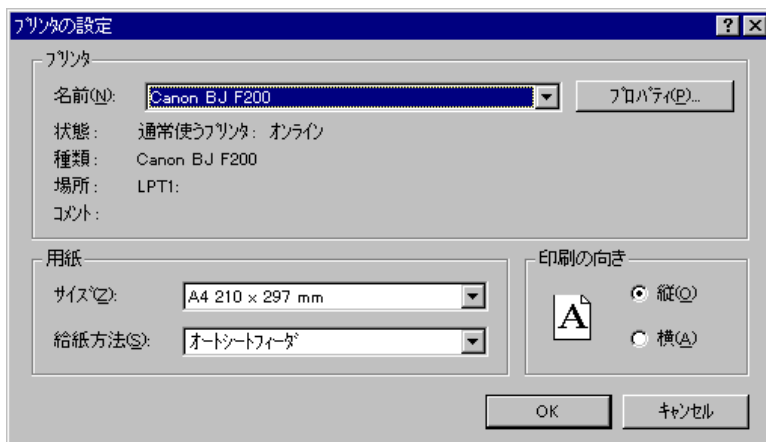 プリンタの設定
プリンタ
名前(N): Canon BJ F200 プロパティ(P)...
状態: 通常使うプリンタ: オンライン
種類: Canon BJ F200
場所: LPT1:
コメント:
用紙
サイズ(Z): A4 210 x 297 mm
給紙方法(S): オートシートフィーダ
印刷の向き
A
縦(O)
横(A)
OK キャンセル